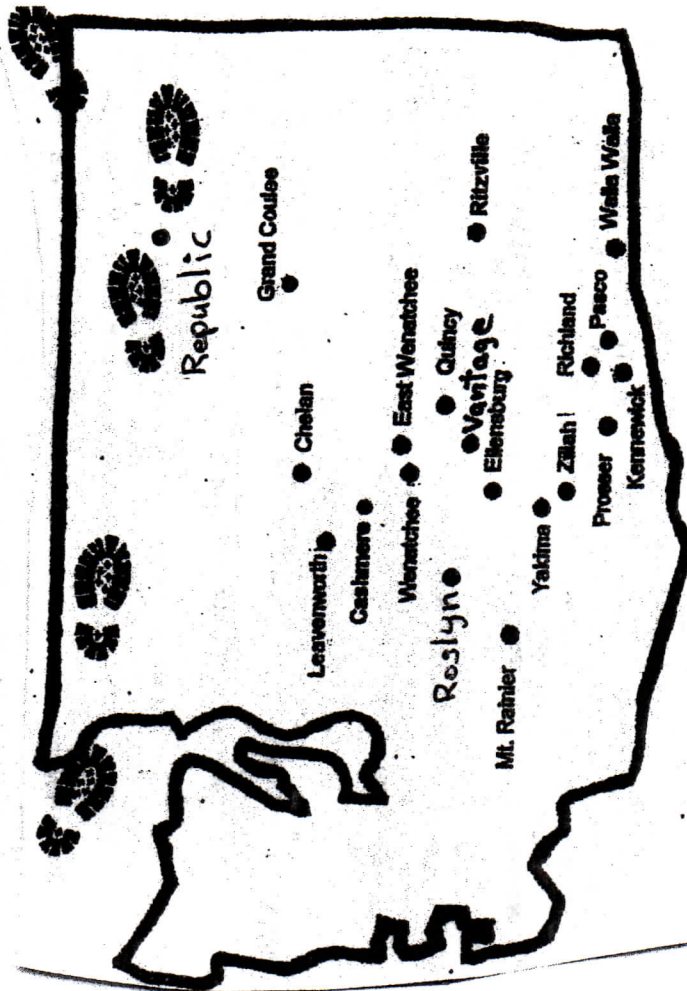 Republic
Grand Coulee
Chelan
Leavenworth
Cashmere
East Wenatchee
Wenatchee
Quincy
Ritzville
Vantage
Roslyn
Ellensburg
Mt. Rainier
Yakima
Zillah
Richland
Prosser
Pasco
Walla Walla
Kennewick